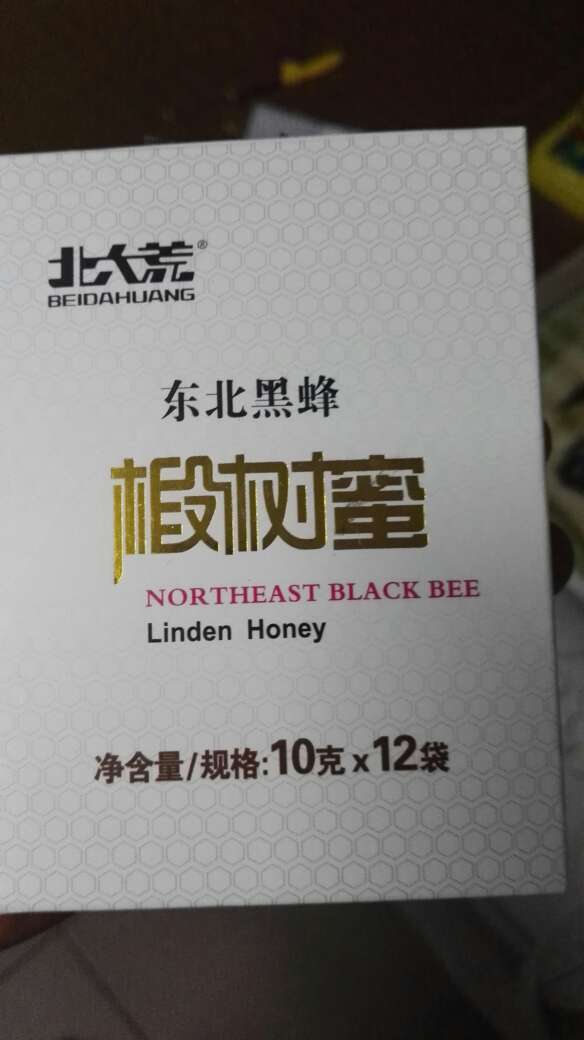 北大荒®
BEIDAHUANG
东北黑蜂
椴树蜜
NORTHEAST BLACK BEE
Linden Honey
净含量/规格:10克x12袋